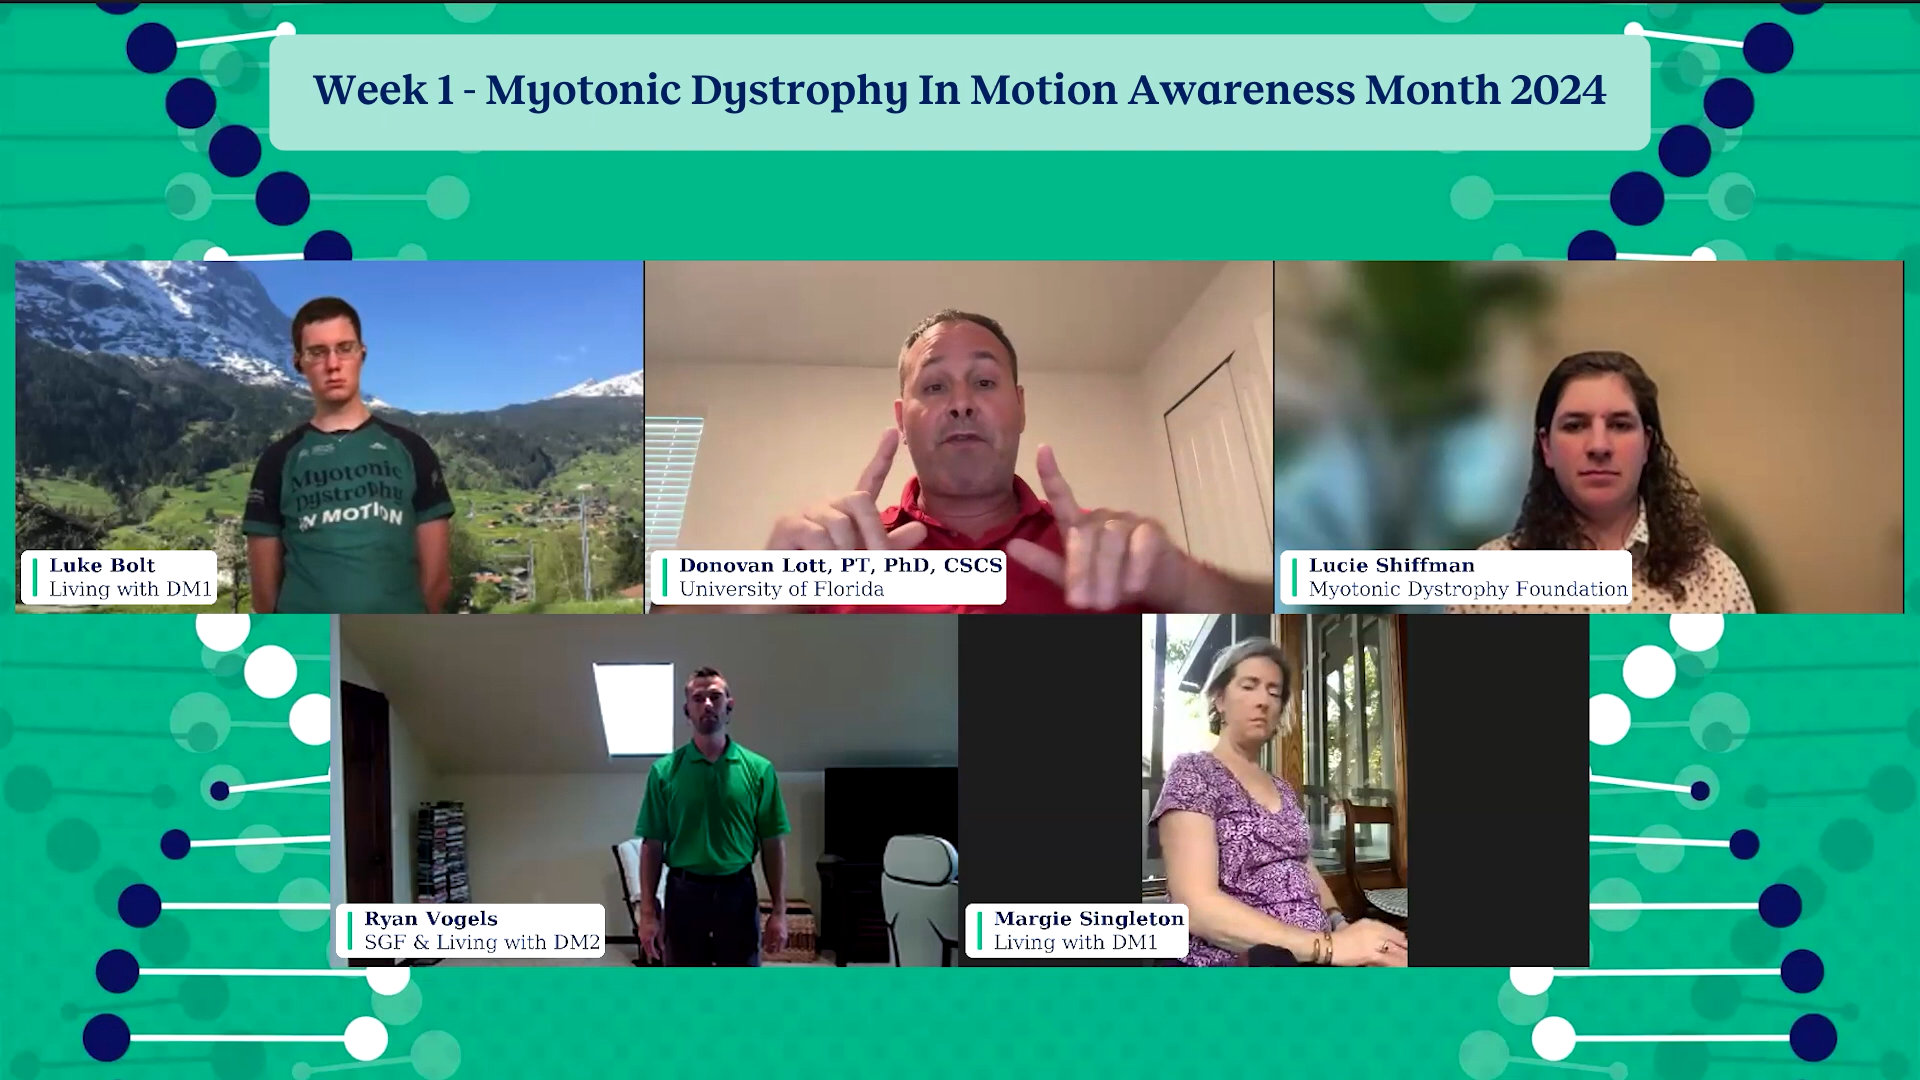 Week 1 - Myotonic Dystrophy In Motion Awareness Month 2024
Myotonic
Dystrophy
IN MOTION
Luke Bolt
Living with DM1
Donovan Lott, PT, PhD, CSCS
University of Florida
Lucie Shiffman
Myotonic Dystrophy Foundation
Ryan Vogels
SGF & Living with DM2
Margie Singleton
Living with DM1